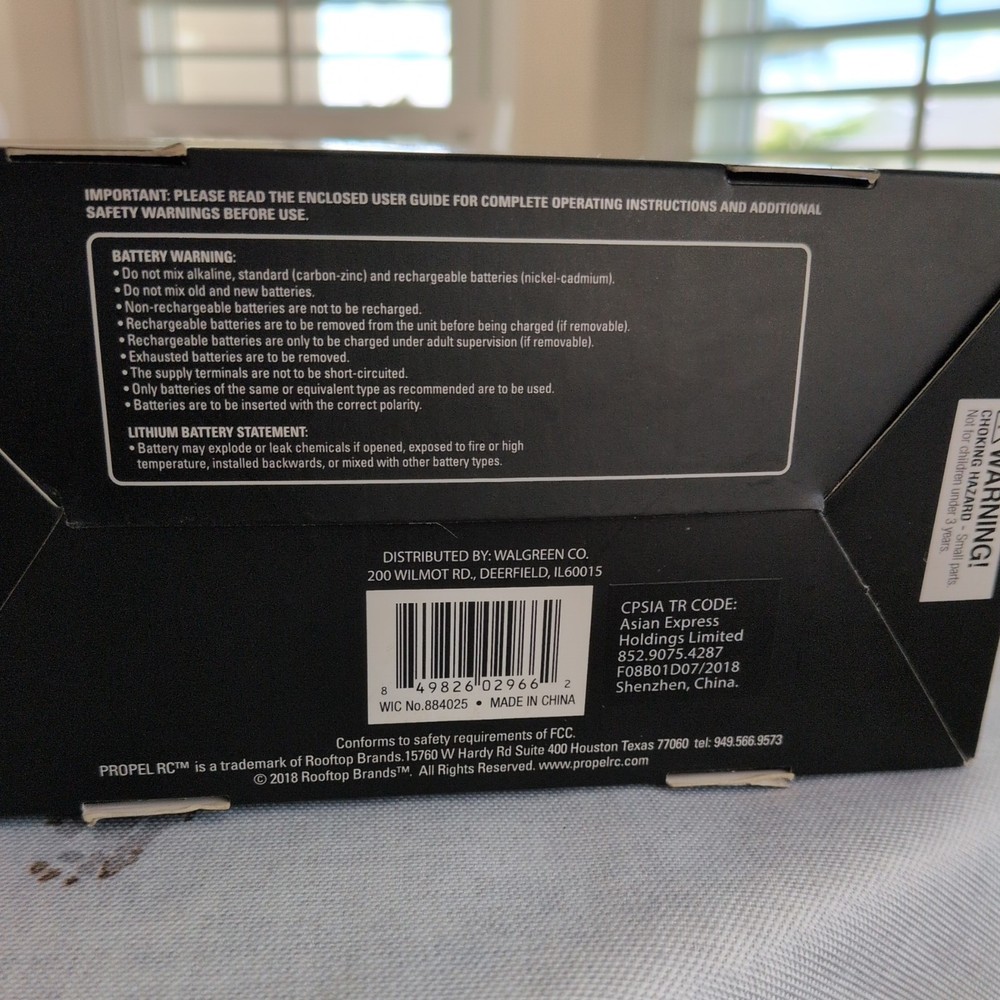 IMPORTANT: PLEASE READ THE ENCLOSED USER GUIDE FOR COMPLETE OPERATING INSTRUCTIONS AND ADDITIONAL
SAFETY WARNINGS BEFORE USE.
BATTERY WARNING:
• Do not mix alkaline, standard (carbon-zinc) and rechargeable batteries (nickel-cadmium).
• Do not mix old and new batteries.
• Non-rechargeable batteries are not to be recharged.
• Rechargeable batteries are to be removed from the unit before being charged (if removable).
• Rechargeable batteries are only to be charged under adult supervision (if removable).
• Exhausted batteries are to be removed.
• The supply terminals are not to be short-circuited.
• Only batteries of the same or equivalent type as recommended are to be used.
• Batteries are to be inserted with the correct polarity.
LITHIUM BATTERY STATEMENT:
• Battery may explode or leak chemicals if opened, exposed to fire or high
temperature, installed backwards, or mixed with other battery types.
DISTRIBUTED BY: WALGREEN CO.
200 WILMOT RD., DEERFIELD, IL60015
8 49826 02966 2
WIC No.884025 • MADE IN CHINA
CPSIA TR CODE:
Asian Express
Holdings Limited
852.9075.4287
F08B01D07/2018
Shenzhen, China.
Conforms to safety requirements of FCC.
PROPEL RC™ is a trademark of Rooftop Brands.15760 W Hardy Rd Suite 400 Houston Texas 77060 tel: 949.566.9573
© 2018 Rooftop Brands™. All Rights Reserved. www.propelrc.com
WARNING!
CHOKING HAZARD - Small parts.
Not for children under 3 years.